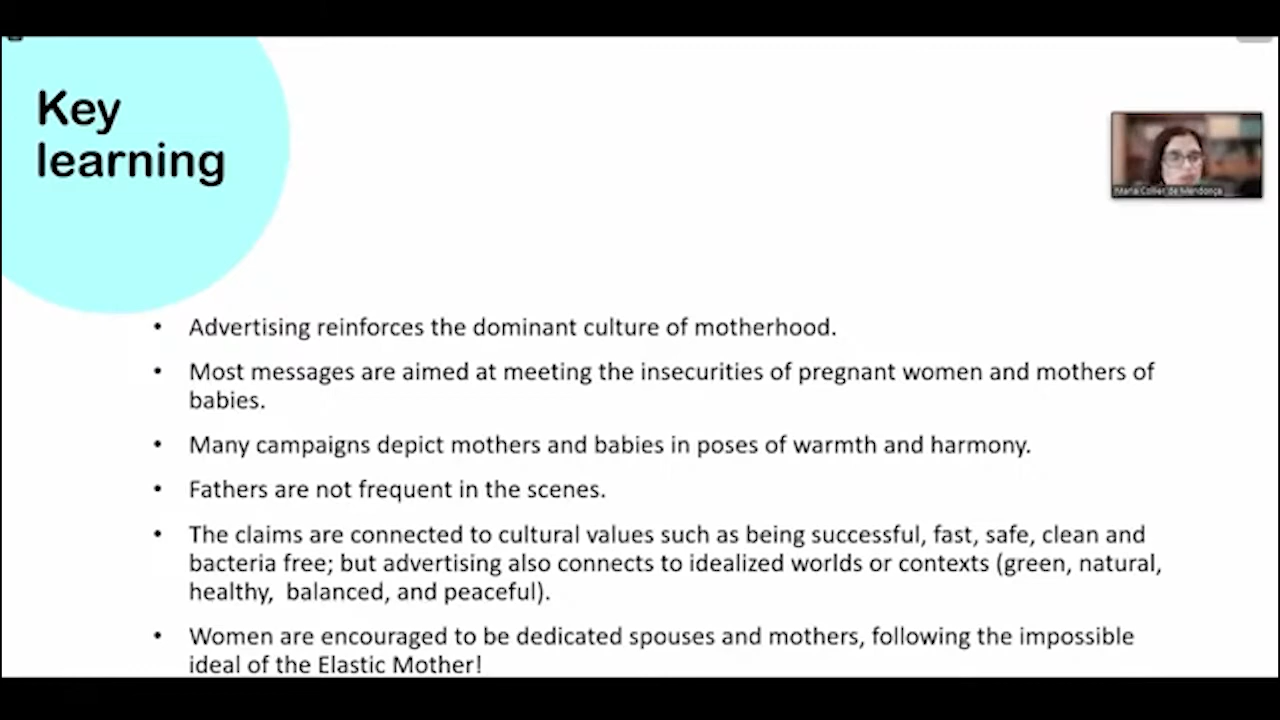 Key
learning
Maria Collier de Mendonça
• Advertising reinforces the dominant culture of motherhood.
• Most messages are aimed at meeting the insecurities of pregnant women and mothers of
babies.
• Many campaigns depict mothers and babies in poses of warmth and harmony.
• Fathers are not frequent in the scenes.
• The claims are connected to cultural values such as being successful, fast, safe, clean and
bacteria free; but advertising also connects to idealized worlds or contexts (green, natural,
healthy,  balanced, and peaceful).
• Women are encouraged to be dedicated spouses and mothers, following the impossible
ideal of the Elastic Mother!